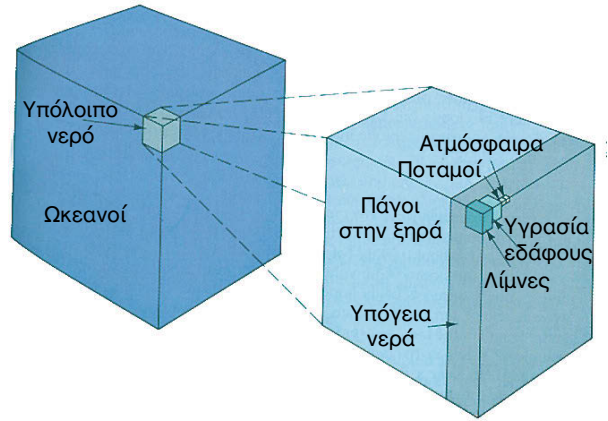 Υπόλοιπο
νερό
Ωκεανοί
Ατμόσφαιρα
Ποταμοί
Πάγοι
στην ξηρά
Υγρασία
εδάφους
Λίμνες
Υπόγεια
νερά